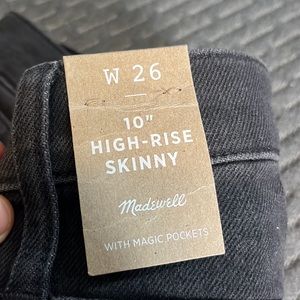 W 26
—
10"
HIGH-RISE
SKINNY
Madewell
—
WITH MAGIC POCKETS